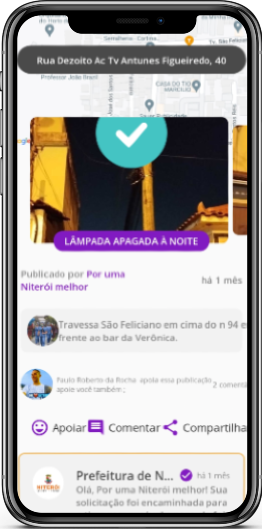 Rua Dezoito Ac Tv Antunes Figueiredo, 40
CASA DO TIO
LÂMPADA APAGADA À NOITE
Publicado por Por uma
Niterói melhor
há 1 mês
Travessa São Feliciano em cima do n 94 e
frente ao bar da Verônica.
Paulo Roberto da Rocha apoia essa publicação,
apoie você também ;
2 comentá
Apoiar
Comentar
Compartilha
Prefeitura de N...
há 1 mês
Olá, Por uma Niterói melhor! Sua
solicitação foi encaminhada para